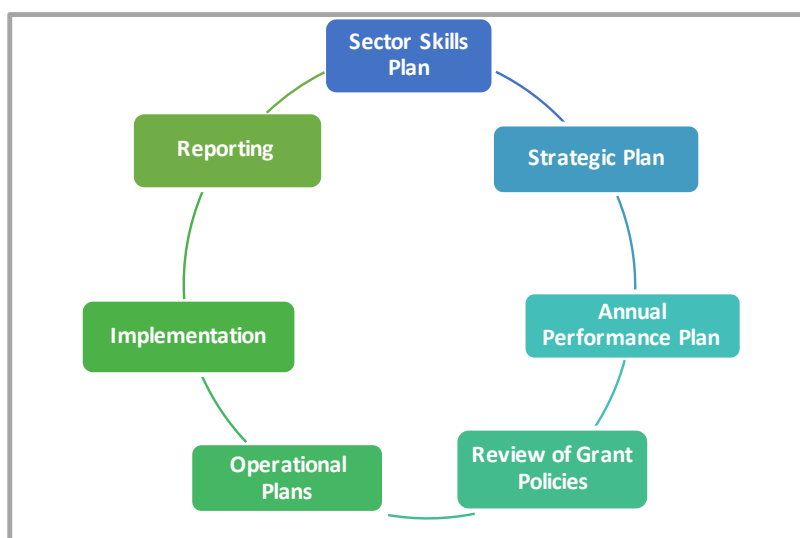 Sector Skills
Plan
Strategic Plan
Annual
Performance Plan
Review of Grant
Policies
Operational
Plans
Implementation
Reporting